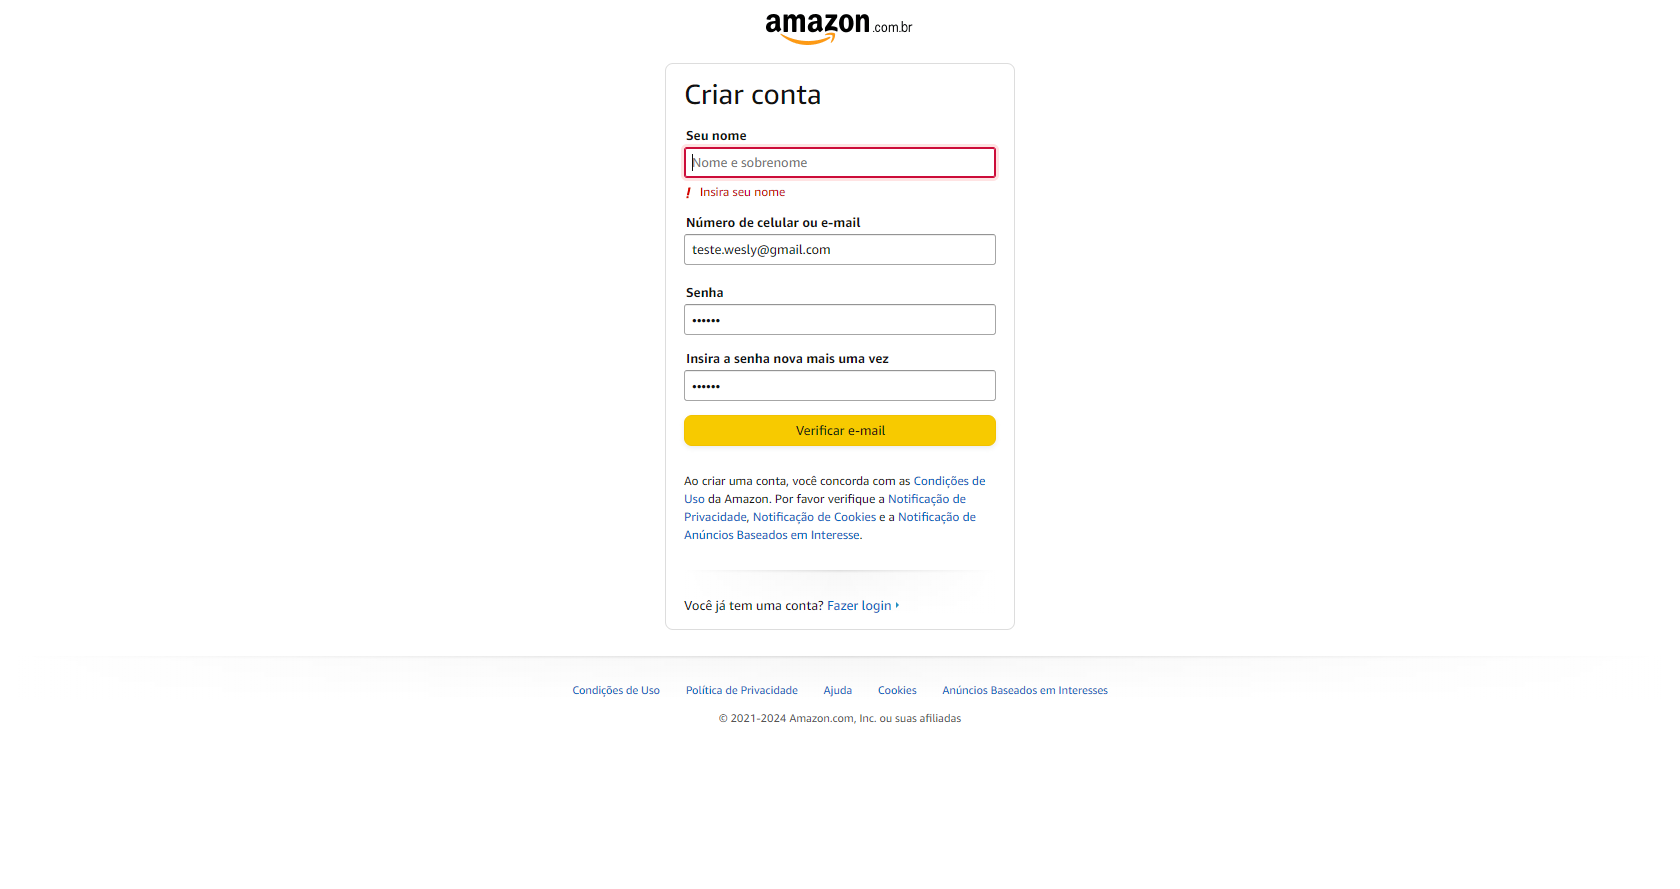 amazon.com.br
Criar conta
Seu nome
Nome e sobrenome
! Insira seu nome
Número de celular ou e-mail
teste.wesly@gmail.com
Senha
••••••
Insira a senha nova mais uma vez
••••••
Verificar e-mail
Ao criar uma conta, você concorda com as Condições de
Uso da Amazon. Por favor verifique a Notificação de
Privacidade, Notificação de Cookies e a Notificação de
Anúncios Baseados em Interesse.
Você já tem uma conta? Fazer login
Condições de Uso Política de Privacidade Ajuda Cookies Anúncios Baseados em Interesses
© 2021-2024 Amazon.com, Inc. ou suas afiliadas